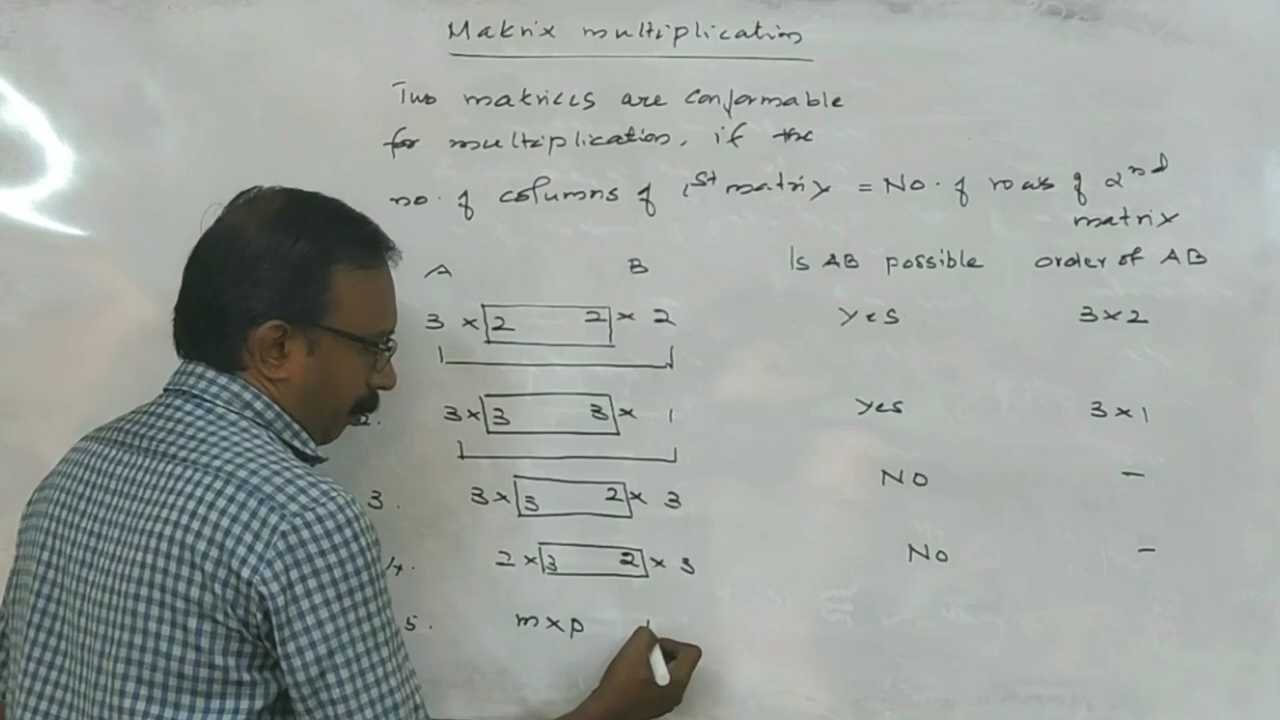 Matrix multiplication
Two matrices are conformable
for multiplication, if the
no. of columns of 1st matrix = No. of rows of 2nd
matrix
A B Is AB possible order of AB
3 × 2 2 × 2 Yes 3×2
2. 3 × 3 3 × 1 Yes 3×1
3. 3 × 3 2 × 3 NO –
4. 2 × 3 2 × 3 No –
5. m×p